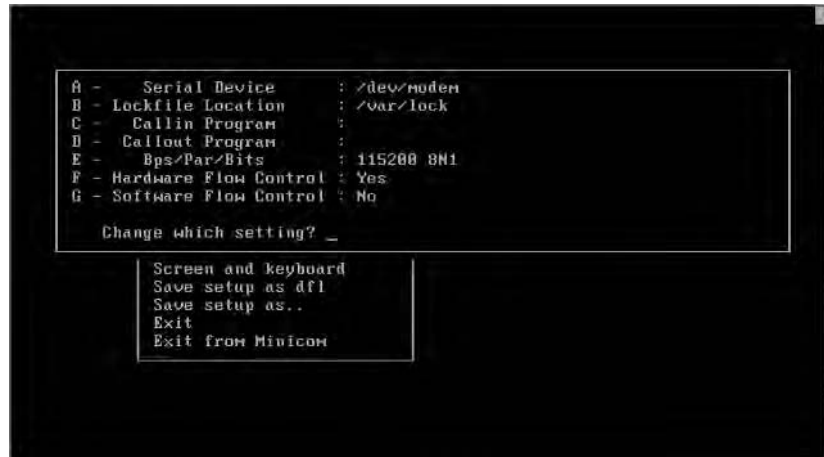 A -    Serial Device      : /dev/modem
B - Lockfile Location     : /var/lock
C -   Callin Program      :
D -  Callout Program      :
E -    Bps/Par/Bits       : 115200 8N1
F - Hardware Flow Control : Yes
G - Software Flow Control : No
Change which setting? _
Screen and keyboard
Save setup as dfl
Save setup as..
Exit
Exit from Minicom